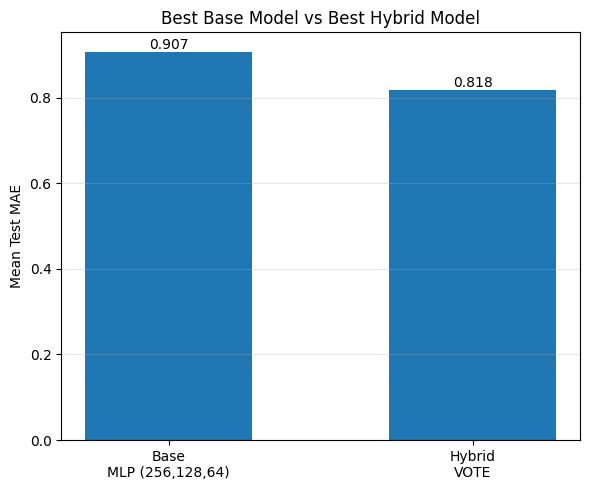 Best Base Model vs Best Hybrid Model
0.907
0.818
0.8
0.6
0.4
0.2
0.0
Mean Test MAE
Base
MLP (256,128,64)
Hybrid
VOTE